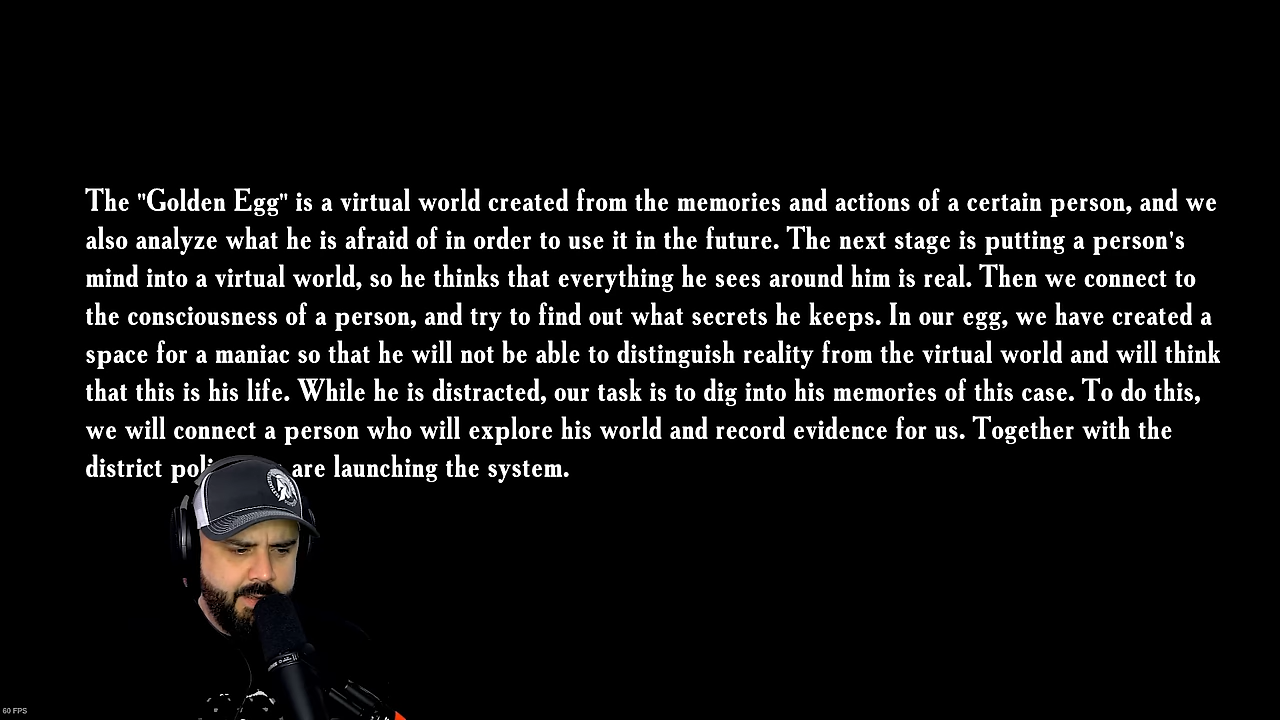 The "Golden Egg" is a virtual world created from the memories and actions of a certain person, and we
also analyze what he is afraid of in order to use it in the future. The next stage is putting a person's
mind into a virtual world, so he thinks that everything he sees around him is real. Then we connect to
the consciousness of a person, and try to find out what secrets he keeps. In our egg, we have created a
space for a maniac so that he will not be able to distinguish reality from the virtual world and will think
that this is his life. While he is distracted, our task is to dig into his memories of this case. To do this,
we will connect a person who will explore his world and record evidence for us. Together with the
district are launching the system.
60 FPS